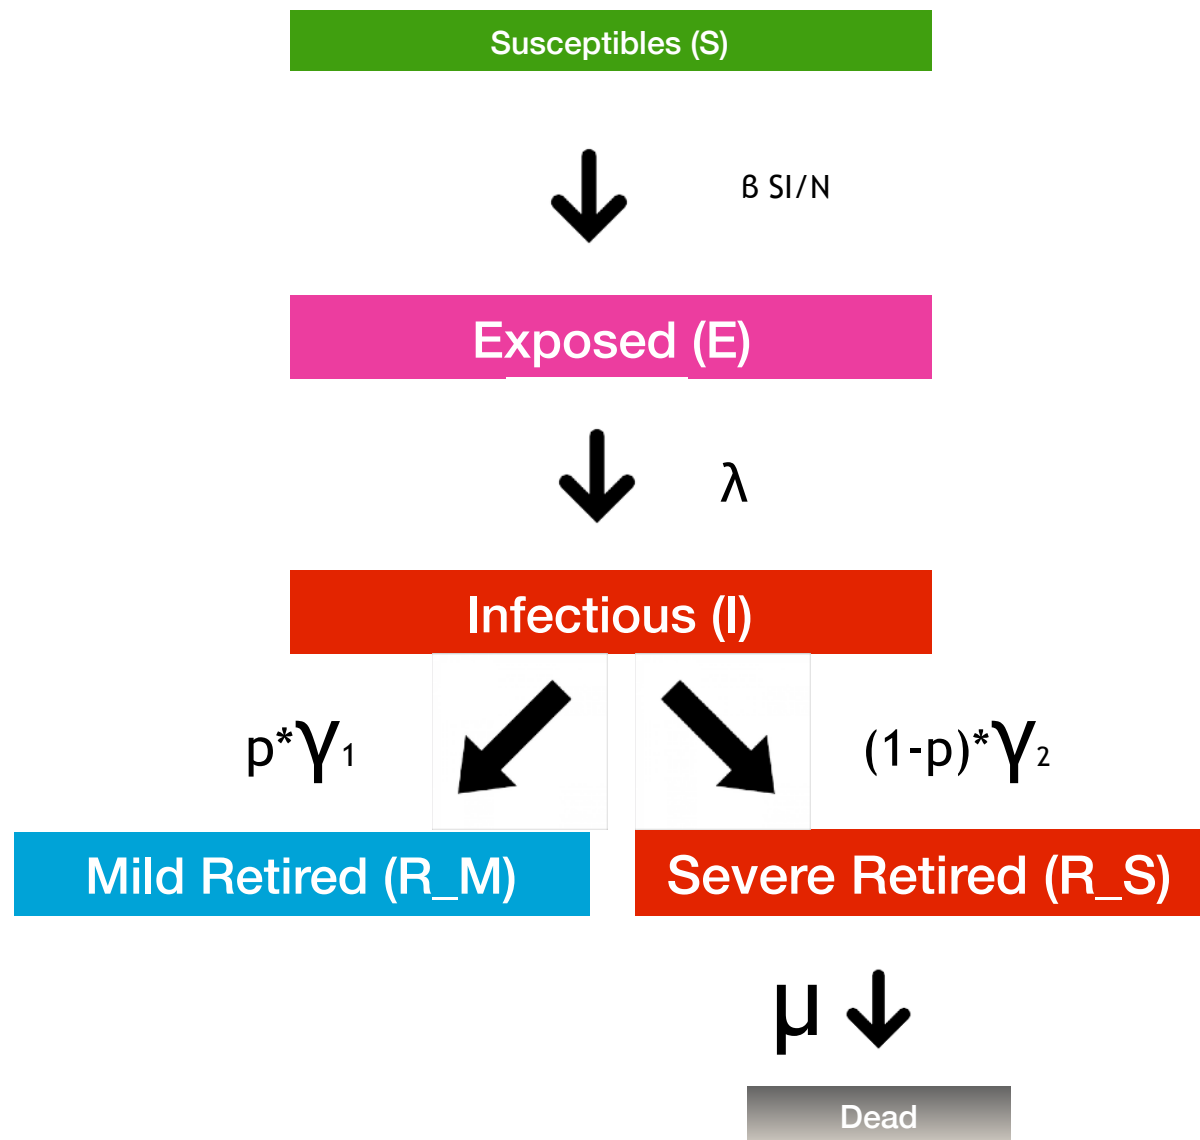 Susceptibles (S)
β SI/N
Exposed (E)
λ
Infectious (I)
p*γ₁
(1-p)*γ₂
Mild Retired (R_M)
Severe Retired (R_S)
μ
Dead